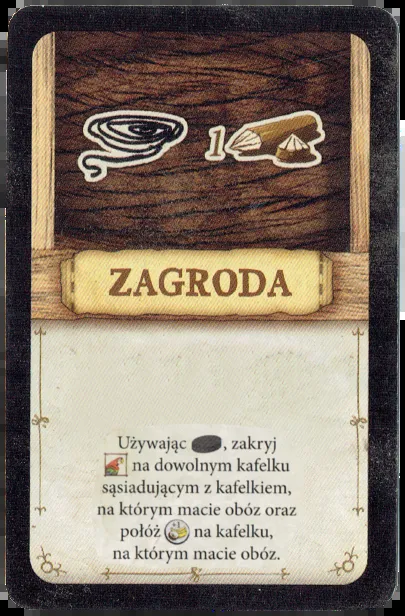 1
ZAGRODA
Używając , zakryj
na dowolnym kafelku
sąsiadującym z kafelkiem,
na którym macie obóz oraz
połóż +1 na kafelku,
na którym macie obóz.